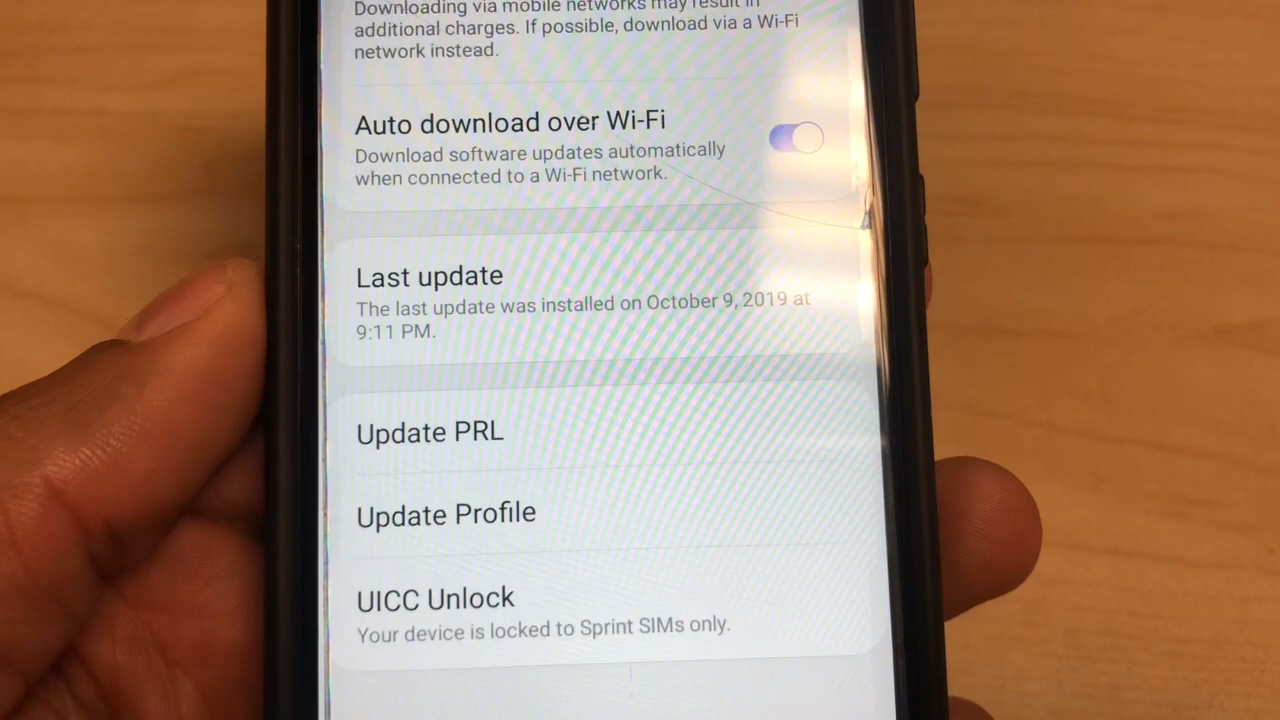 Downloading via mobile networks may result in
additional charges. If possible, download via a Wi-Fi
network instead.
Auto download over Wi-Fi
Download software updates automatically
when connected to a Wi-Fi network.
Last update
The last update was installed on October 9, 2019 at
9:11 PM.
Update PRL
Update Profile
UICC Unlock
Your device is locked to Sprint SIMs only.